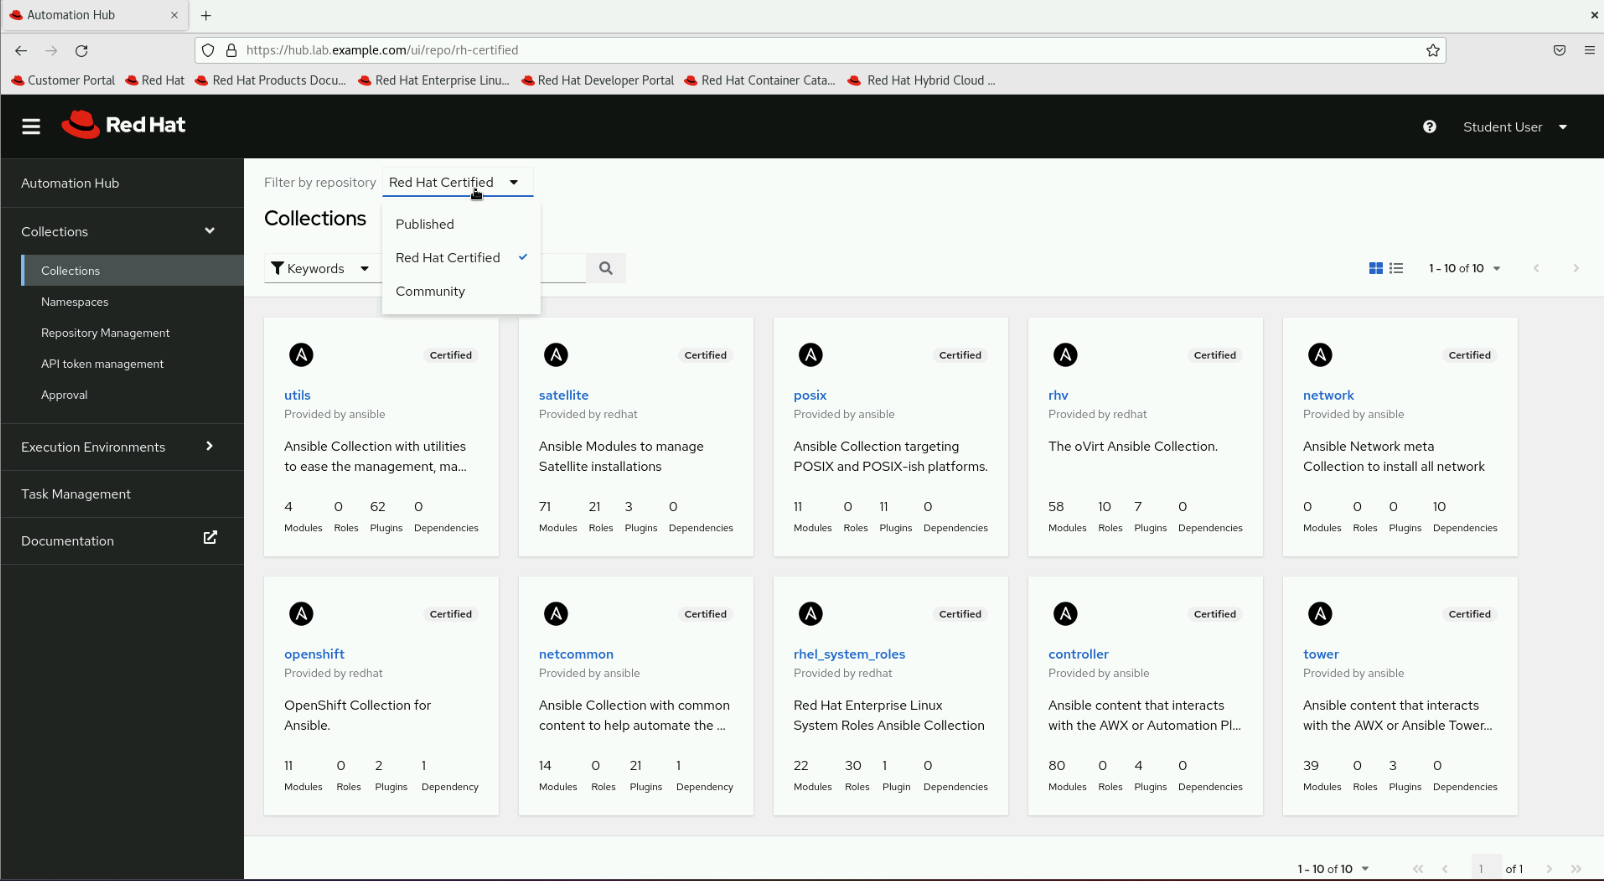 Automation Hub
https://hub.lab.example.com/ui/repo/rh-certified
Customer Portal
Red Hat
Red Hat Products Docu...
Red Hat Enterprise Linu...
Red Hat Developer Portal
Red Hat Container Cata...
Red Hat Hybrid Cloud ...
Red Hat
Student User
Automation Hub
Collections
Collections
Namespaces
Repository Management
API token management
Approval
Execution Environments
Task Management
Documentation
Filter by repository
Red Hat Certified
Published
Red Hat Certified
Community
Collections
Keywords
1 - 10 of 10
Certified
utils
Provided by ansible
Ansible Collection with utilities
to ease the management, ma...
4 0 62 0
Modules Roles Plugins Dependencies
Certified
satellite
Provided by redhat
Ansible Modules to manage
Satellite installations
71 21 3 0
Modules Roles Plugins Dependencies
Certified
posix
Provided by ansible
Ansible Collection targeting
POSIX and POSIX-ish platforms.
11 0 11 0
Modules Roles Plugins Dependencies
Certified
rhv
Provided by redhat
The oVirt Ansible Collection.
58 10 7 0
Modules Roles Plugins Dependencies
Certified
network
Provided by ansible
Ansible Network meta
Collection to install all network
0 0 0 10
Modules Roles Plugins Dependencies
Certified
openshift
Provided by redhat
OpenShift Collection for
Ansible.
11 0 2 1
Modules Roles Plugins Dependency
Certified
netcommon
Provided by ansible
Ansible Collection with common
content to help automate the ...
14 0 21 1
Modules Roles Plugins Dependency
Certified
rhel_system_roles
Provided by redhat
Red Hat Enterprise Linux
System Roles Ansible Collection
22 30 1 0
Modules Roles Plugin Dependencies
Certified
controller
Provided by ansible
Ansible content that interacts
with the AWX or Automation Pl...
80 0 4 0
Modules Roles Plugins Dependencies
Certified
tower
Provided by ansible
Ansible content that interacts
with the AWX or Ansible Tower...
39 0 3 0
Modules Roles Plugins Dependencies
1 - 10 of 10
1 of 1